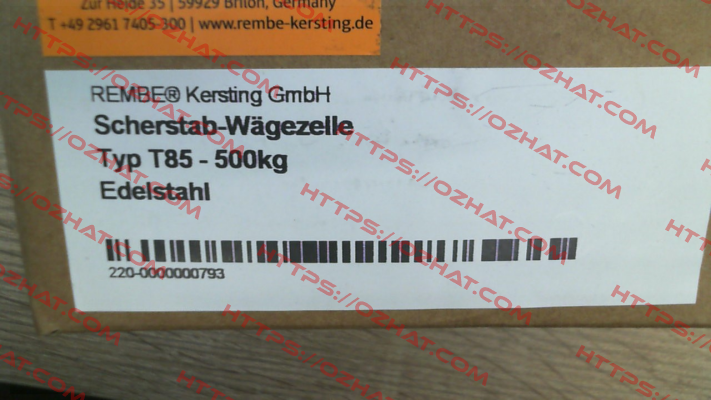 Zur Heide 35 | 59929 Brilon, Germany
T +49 2961 7405-300 | www.rembe-kersting.de
REMBE® Kersting GmbH
Scherstab-Wägezelle
Typ T85 - 500kg
Edelstahl
220-0000000793
HTTPS://OZHAT.COM